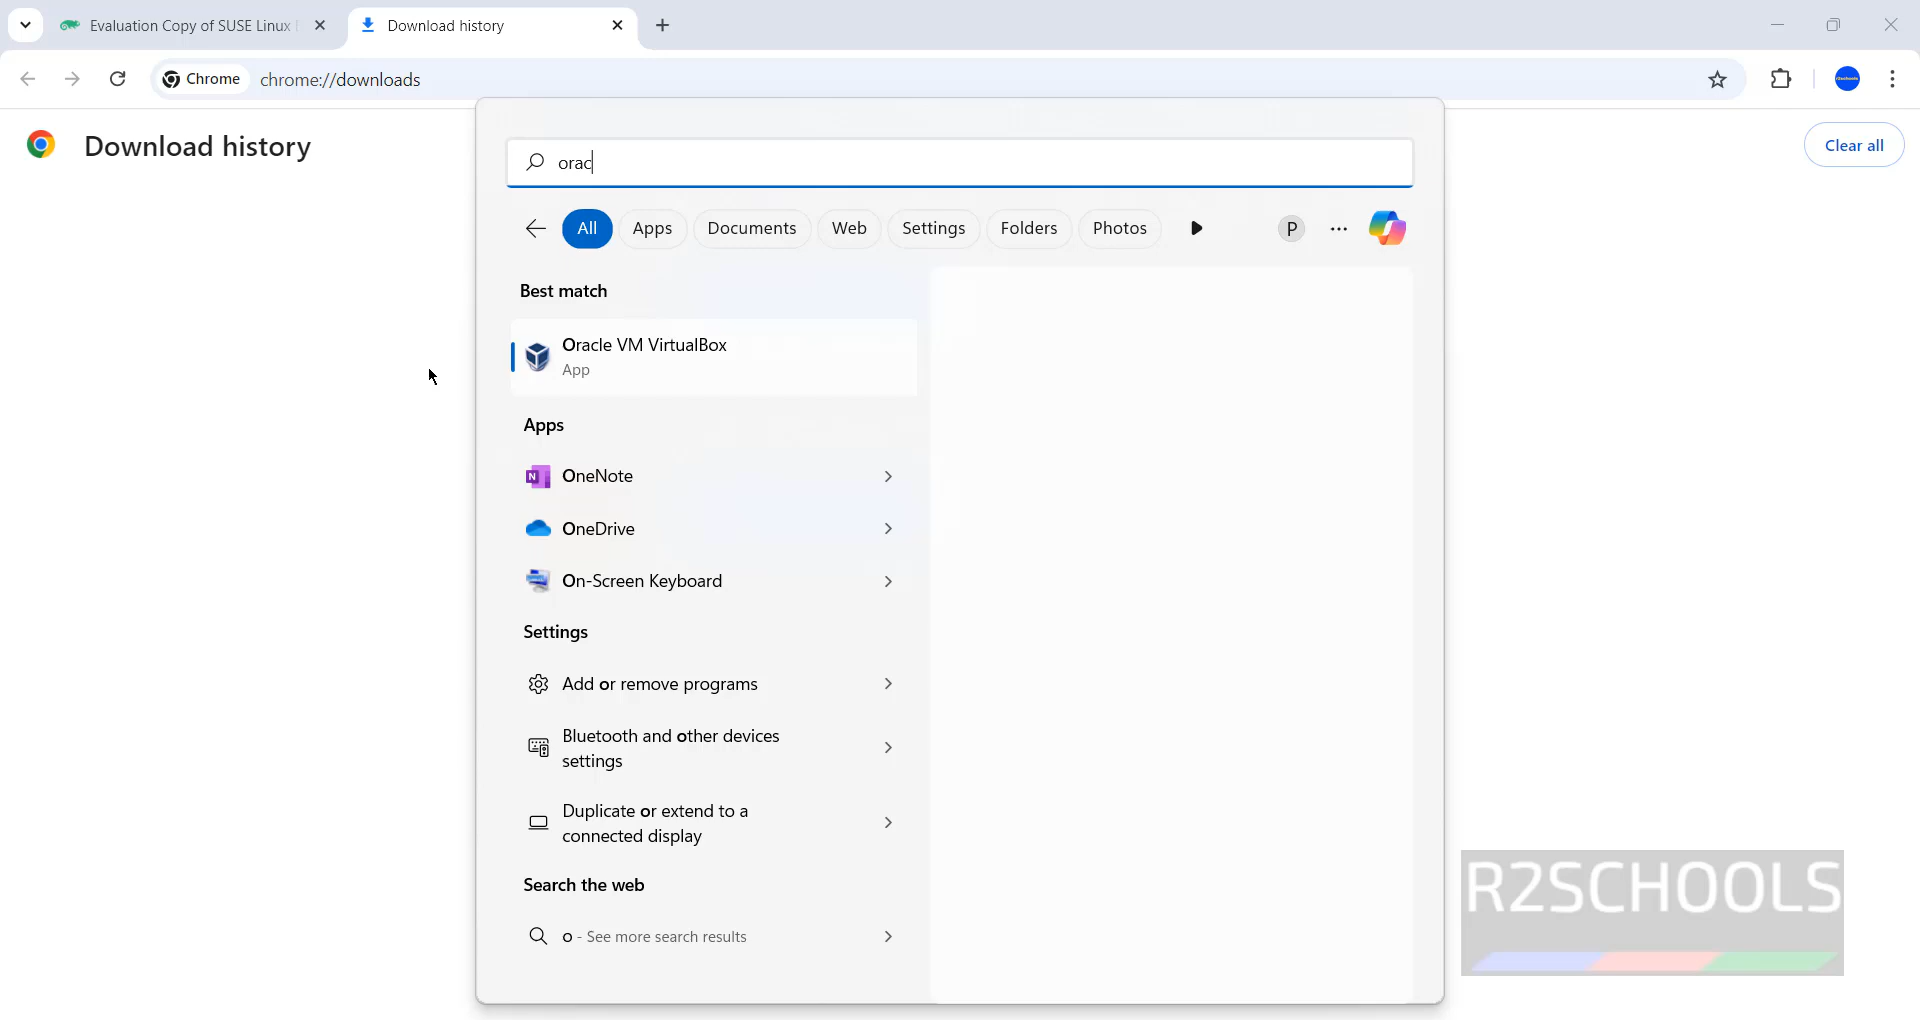 Evaluation Copy of SUSE Linux
Download history
Chrome
chrome://downloads
Download history
Clear all
orac
All
Apps
Documents
Web
Settings
Folders
Photos
P
Best match
Oracle VM VirtualBox
App
Apps
OneNote
OneDrive
On-Screen Keyboard
Settings
Add or remove programs
Bluetooth and other devices
settings
Duplicate or extend to a
connected display
Search the web
o - See more search results
R2SCHOOLS